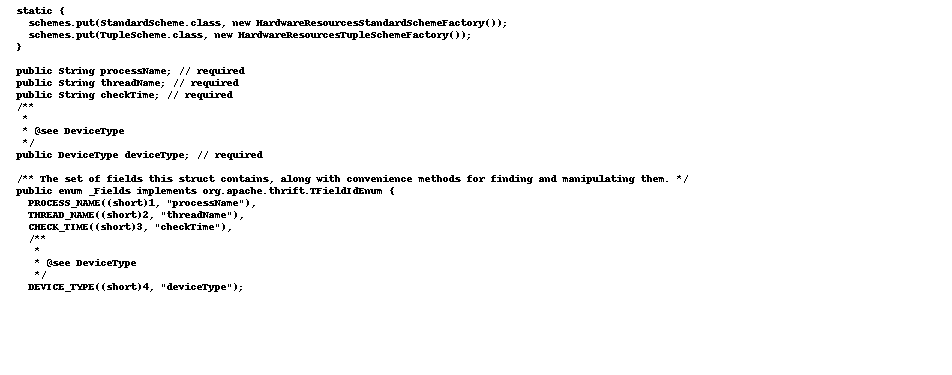 static {
schemes.put(StandardScheme.class, new HardwareResourcesStandardSchemeFactory());
schemes.put(TupleScheme.class, new HardwareResourcesTupleSchemeFactory());
}
public String processName; // required
public String threadName; // required
public String checkTime; // required
/**
*
* @see DeviceType
*/
public DeviceType deviceType; // required
/** The set of fields this struct contains, along with convenience methods for finding and manipulating them. */
public enum _Fields implements org.apache.thrift.TFieldIdEnum {
PROCESS_NAME((short)1, "processName"),
THREAD_NAME((short)2, "threadName"),
CHECK_TIME((short)3, "checkTime"),
/**
*
* @see DeviceType
*/
DEVICE_TYPE((short)4, "deviceType");